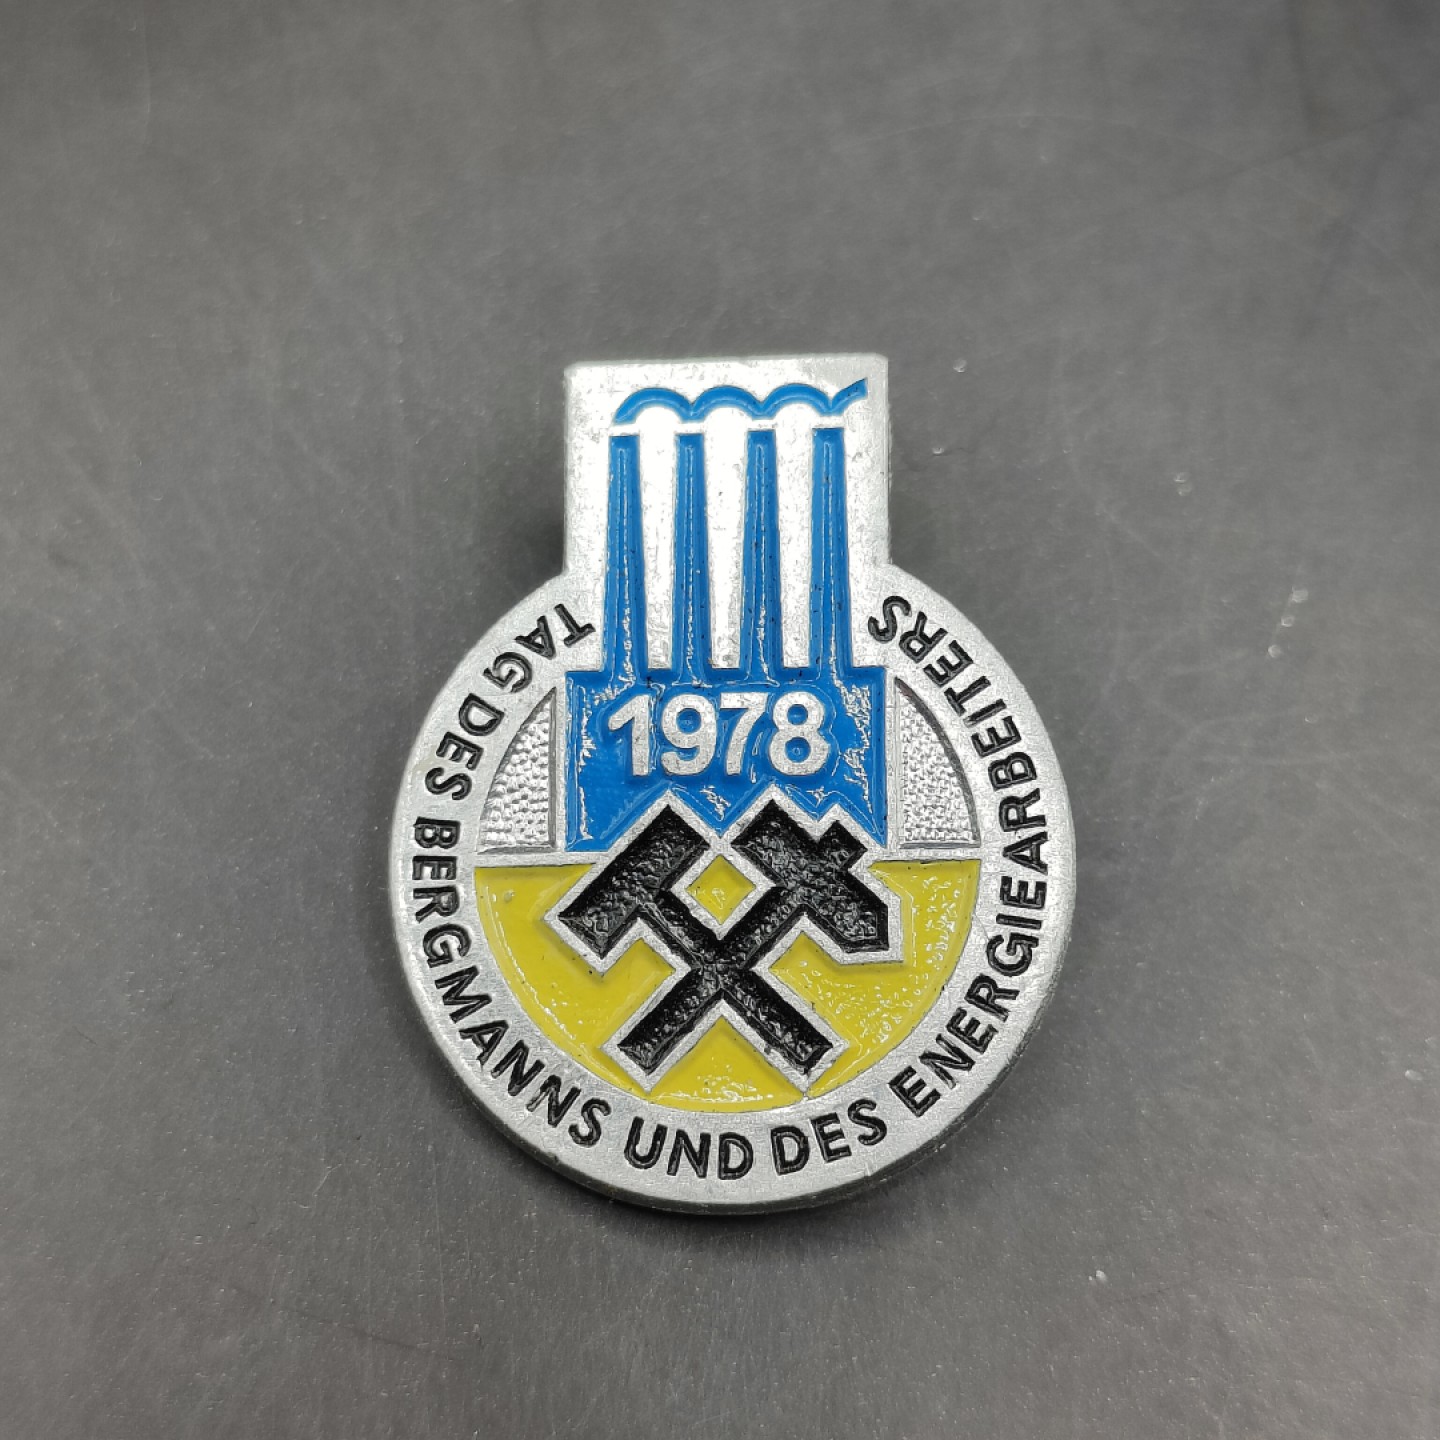 1978
TAG DES BERGMANNS UND DES ENERGIEARBEITERS